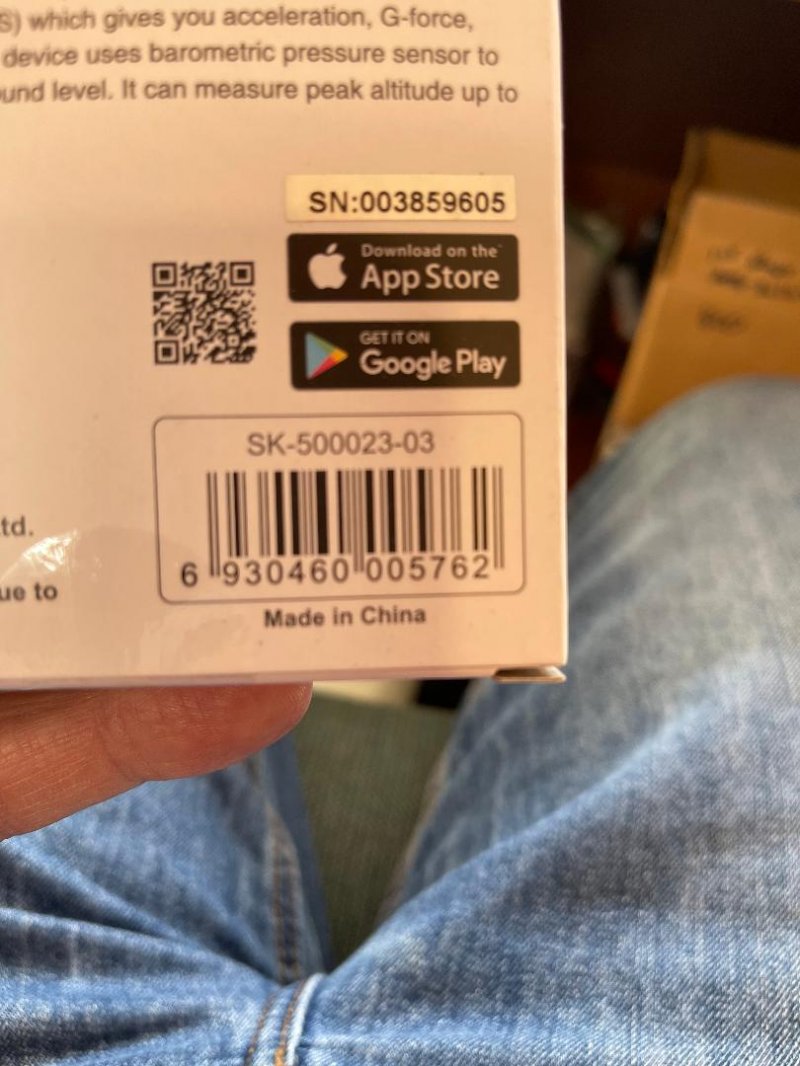 S) which gives you acceleration, G-force,
device uses barometric pressure sensor to
und level. It can measure peak altitude up to
SN:003859605
Download on the
App Store
GET IT ON
Google Play
SK-500023-03
6 930460 005762
Made in China
td.
ue to